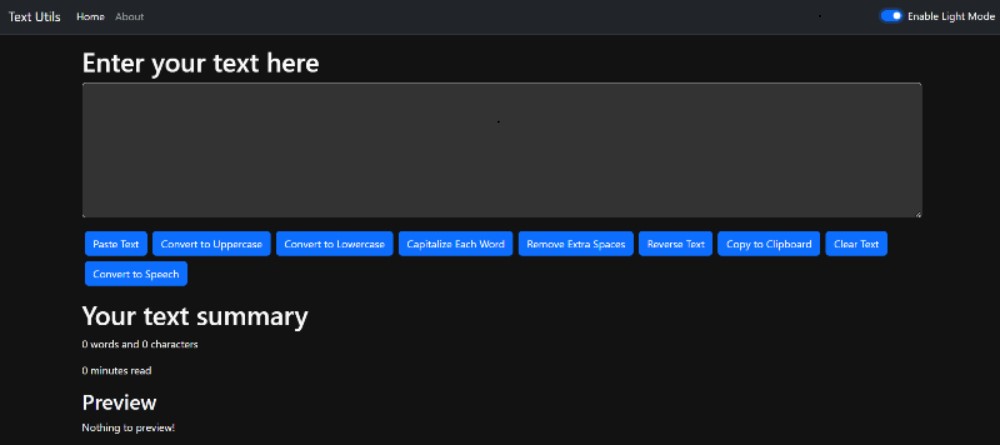 Text Utils Home About Enable Light Mode
Enter your text here
Paste Text Convert to Uppercase Convert to Lowercase Capitalize Each Word Remove Extra Spaces Reverse Text Copy to Clipboard Clear Text
Convert to Speech
Your text summary
0 words and 0 characters
0 minutes read
Preview
Nothing to preview!